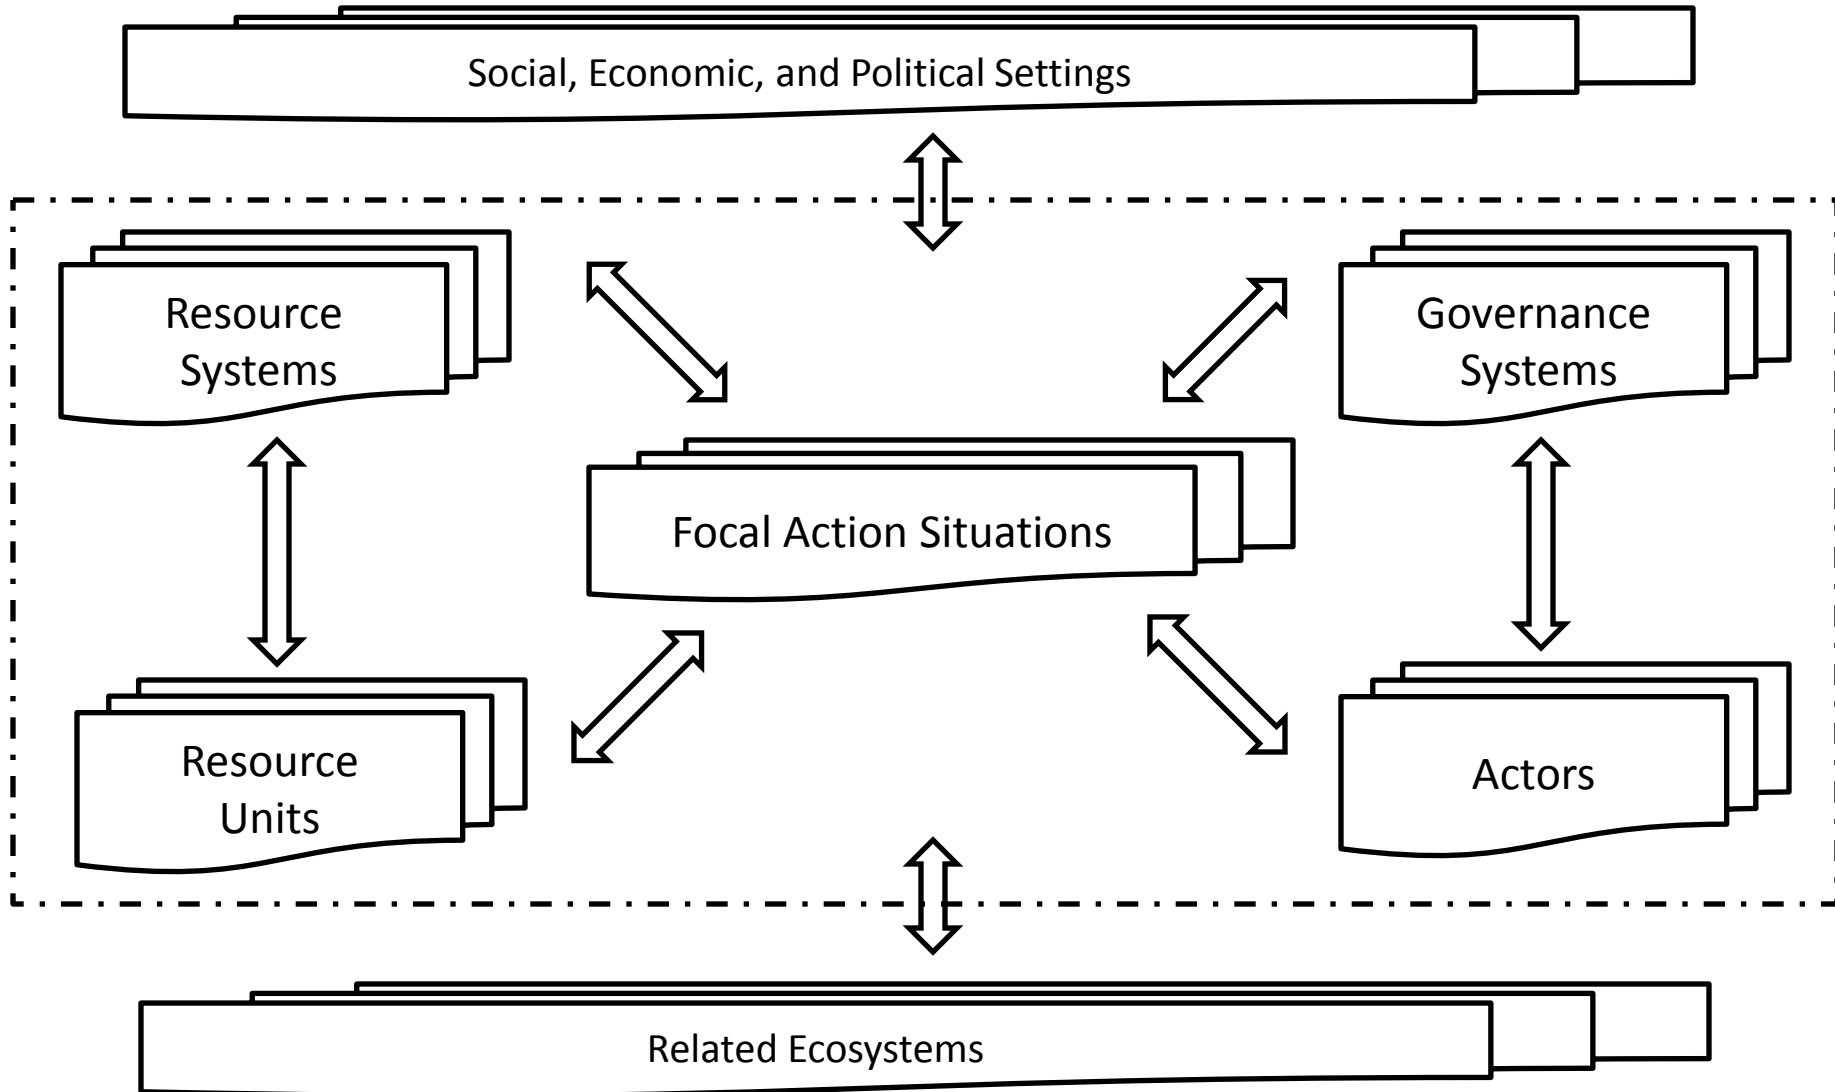 Social, Economic, and Political Settings
Resource
Systems
Governance
Systems
Focal Action Situations
Resource
Units
Actors
Related Ecosystems